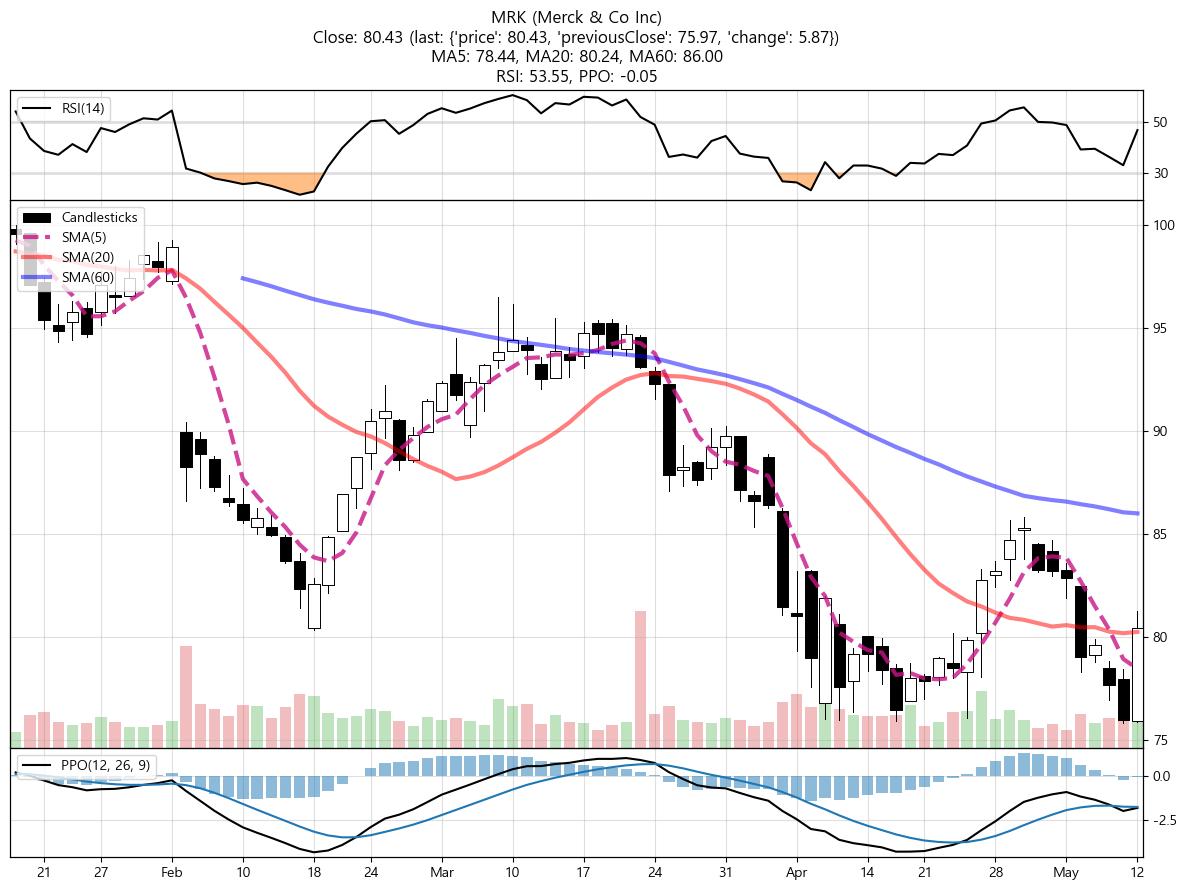 MRK (Merck & Co Inc)
Close: 80.43 (last: {'price': 80.43, 'previousClose': 75.97, 'change': 5.87})
MA5: 78.44, MA20: 80.24, MA60: 86.00
RSI: 53.55, PPO: -0.05
RSI(14)
50
30
Candlesticks
SMA(5)
SMA(20)
SMA(60)
100
95
90
85
80
75
PPO(12, 26, 9)
0.0
-2.5
21 27 Feb 10 18 24 Mar 10 17 24 31 Apr 14 21 28 May 12